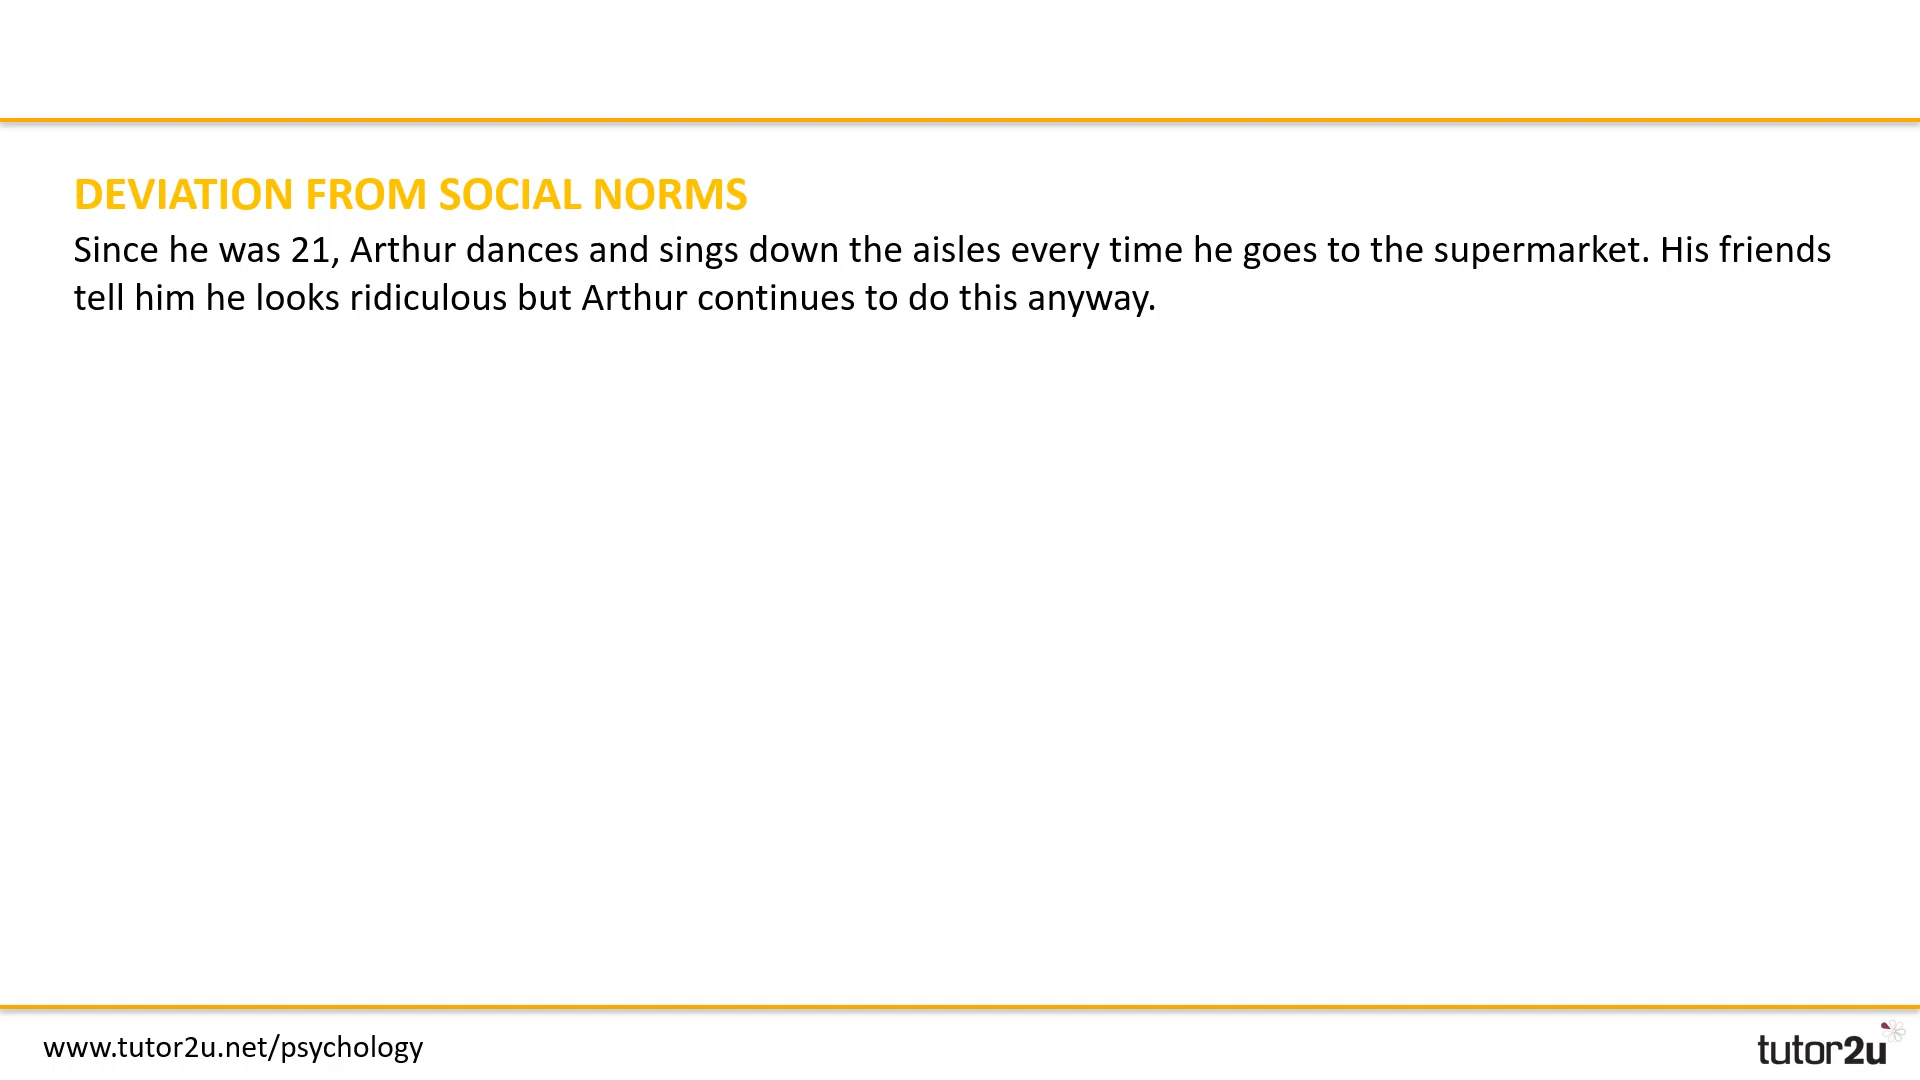 DEVIATION FROM SOCIAL NORMS
Since he was 21, Arthur dances and sings down the aisles every time he goes to the supermarket. His friends
tell him he looks ridiculous but Arthur continues to do this anyway.
www.tutor2u.net/psychology
tutor2u